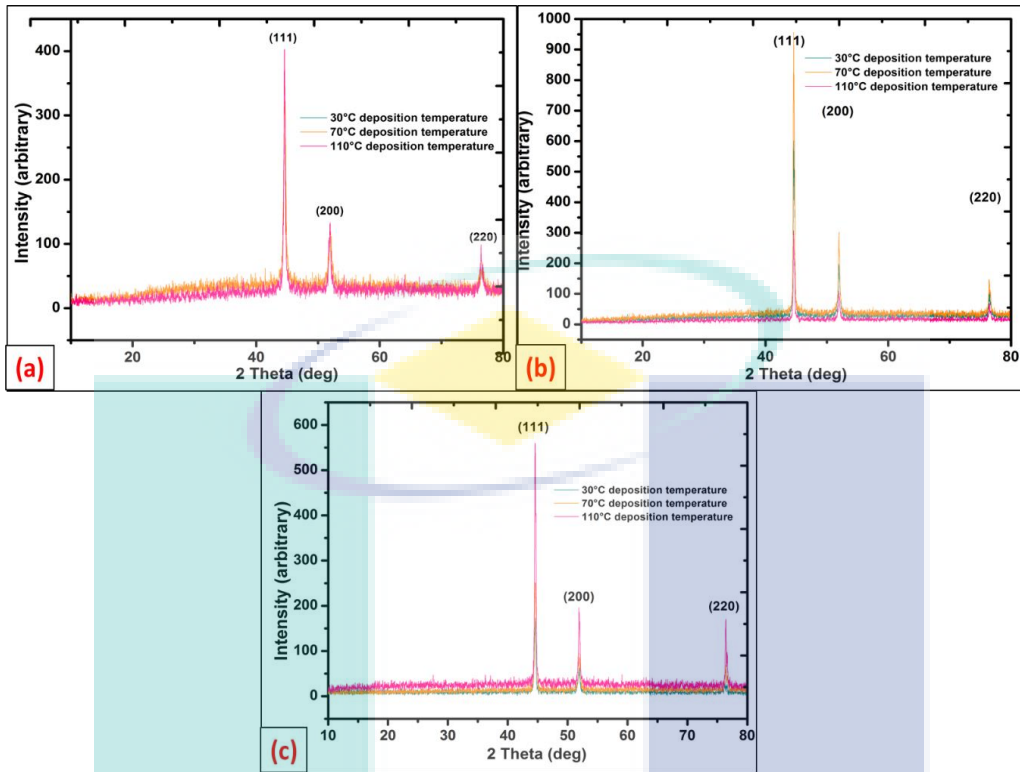 (a)
(111)
400
30°C deposition temperature
70°C deposition temperature
110°C deposition temperature
300
Intensity (arbitrary)
200
(200)
(220)
100
0
20
40
60
80
2 Theta (deg)
(b)
1000
(111)
900
30°C deposition temperature
70°C deposition temperature
110°C deposition temperature
800
(200)
700
600
Intensity (arbitrary)
500
400
(220)
300
200
100
0
20
40
60
80
2 Theta (deg)
(c)
600
(111)
500
30°C deposition temperature
70°C deposition temperature
110°C deposition temperature
400
Intensity (arbitrary)
300
200
(200)
(220)
100
0
10
20
30
40
50
60
70
80
2 Theta (deg)